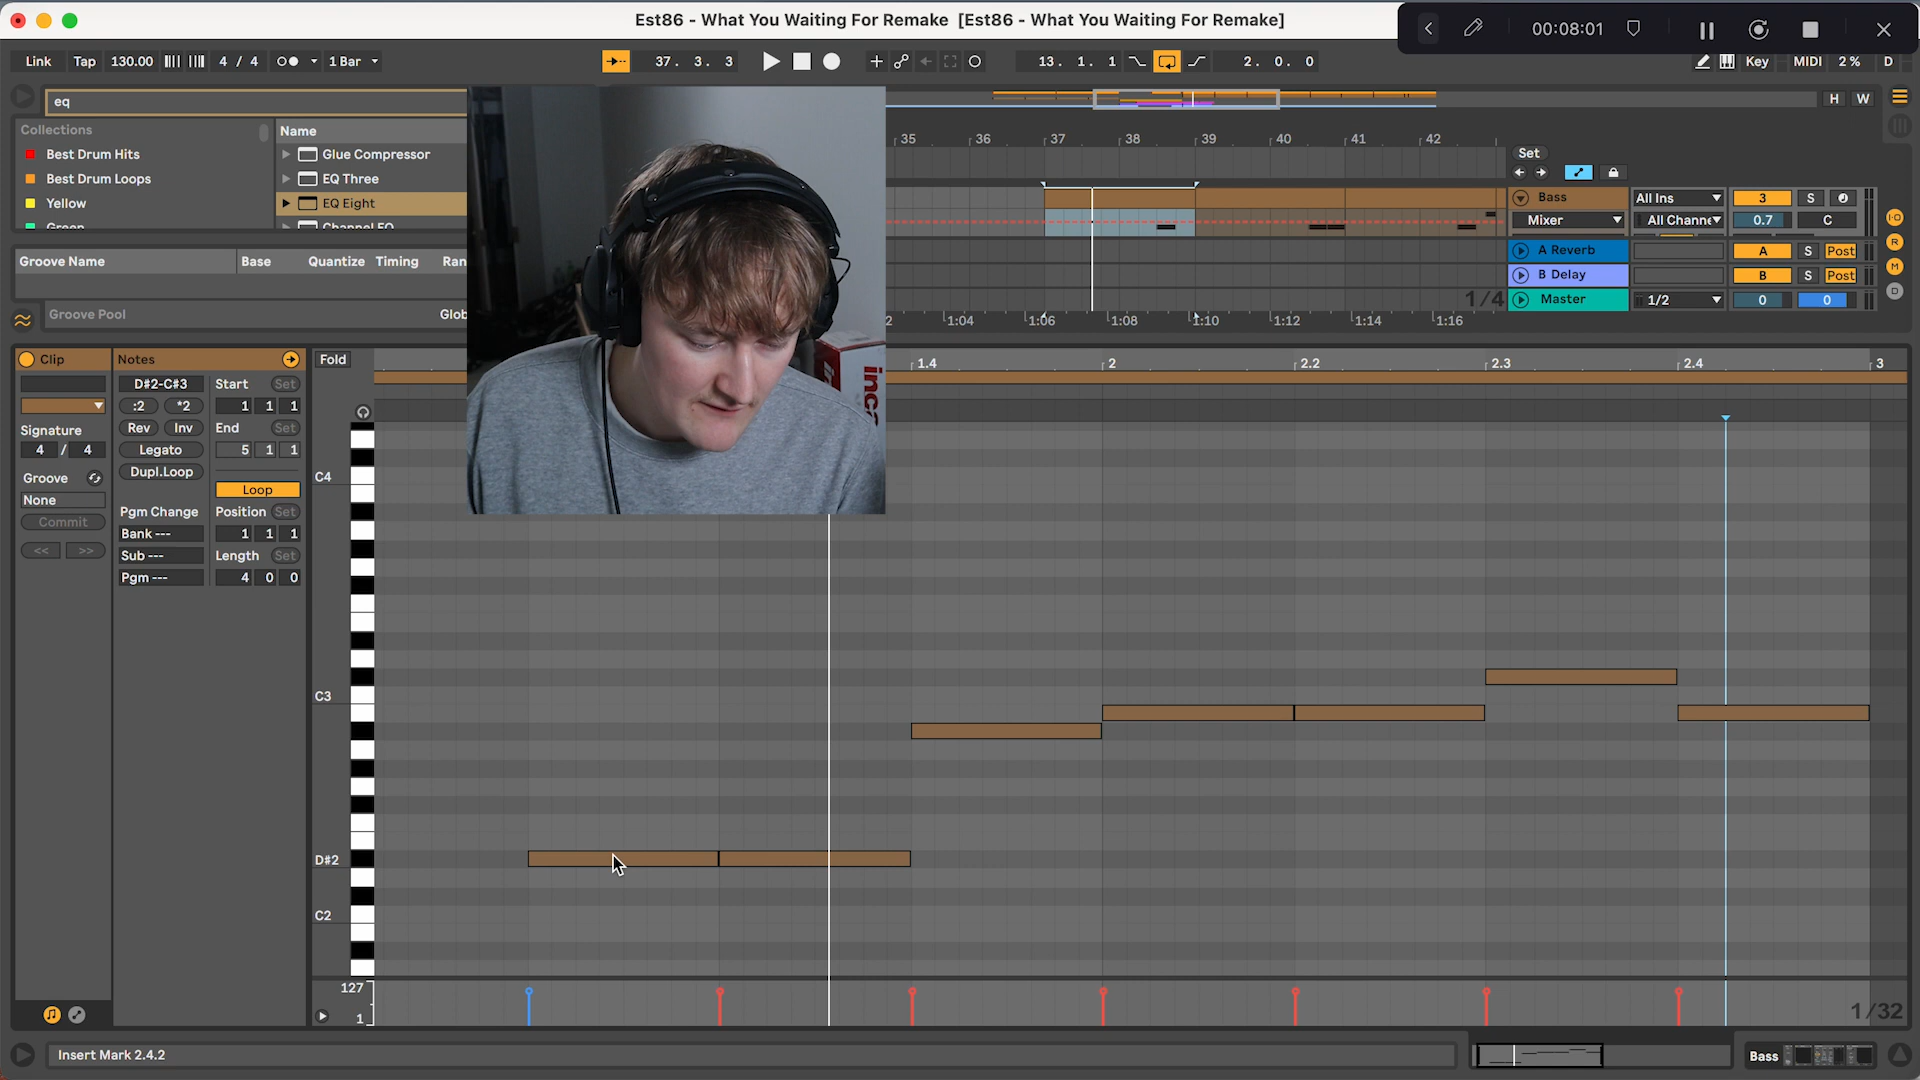 Est86 - What You Waiting For Remake [Est86 - What You Waiting For Remake]
00:08:01
Link Tap 130.00 4 / 4 1 Bar 37. 3. 3 13. 1. 1 2. 0. 0 Key MIDI 2 % D
eq
H W
Collections
Name
Best Drum Hits
Best Drum Loops
Yellow
Green
Glue Compressor
EQ Three
EQ Eight
Channel EQ
35 36 37 38 39 40 41 42
Set
Bass All Ins 3 S
Mixer All Channe 0.7 C
A Reverb A S Post
B Delay B S Post
1/4
Master 1/2 0 0
I·O
R
M
D
Groove Name Base Quantize Timing Ran
Groove Pool Glob
2 1:04 1:06 1:08 1:10 1:12 1:14 1:16
Clip
Signature
4 / 4
Groove
None
Commit
<< >>
Notes
D#2-C#3
:2 *2
Rev Inv
Legato
Dupl.Loop
Pgm Change
Bank ---
Sub ---
Pgm ---
Start Set
1 1 1
End Set
5 1 1
Loop
Position Set
1 1 1
Length Set
4 0 0
Fold
1.4 2 2.2 2.3 2.4 3
inc
C4
C3
D#2
C2
127
1
1/32
Insert Mark 2.4.2
Bass